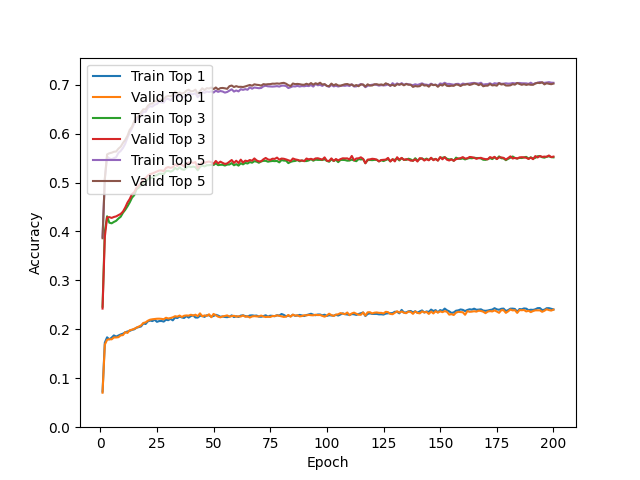 Train Top 1
Valid Top 1
Train Top 3
Valid Top 3
Train Top 5
Valid Top 5
0.7
0.6
0.5
0.4
0.3
0.2
0.1
0.0
Accuracy
0 25 50 75 100 125 150 175 200
Epoch